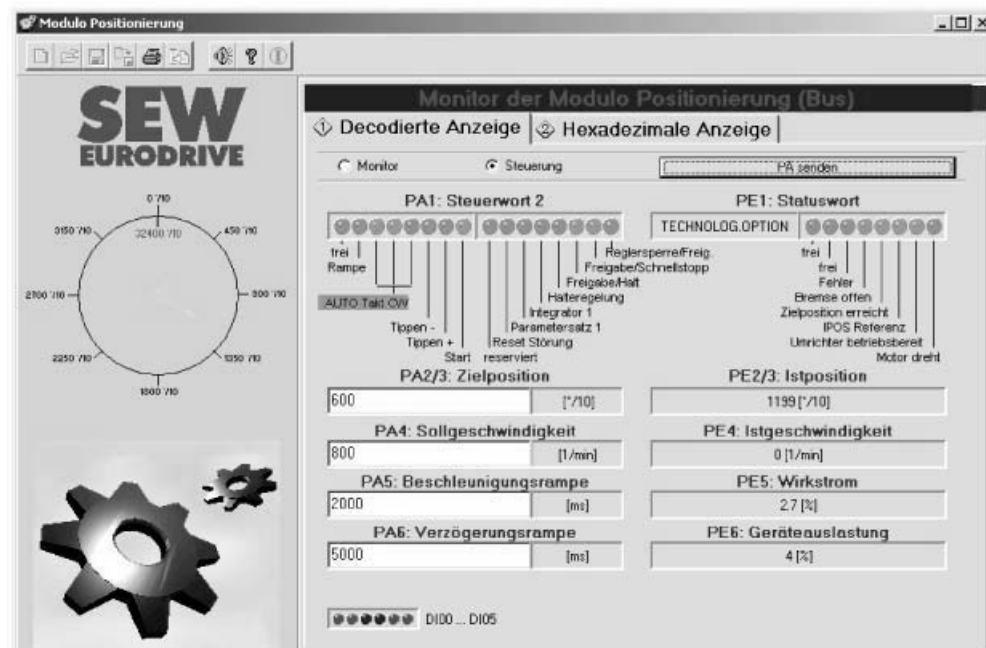 Modulo Positionierung
SEW
EURODRIVE
0 °/10
32400 °/10
450 °/10
900 °/10
1350 °/10
1800 °/10
2250 °/10
2700 °/10
3150 °/10
Monitor der Modulo Positionierung (Bus)
1 Decodierte Anzeige 2 Hexadezimale Anzeige
Monitor Steuerung PA senden
PA1: Steuerwort 2
frei
Rampe
AUTO Takt CW
Tippen -
Tippen +
Start
reserviert
Reset Störung
Parametersatz 1
Integrator 1
Halteregelung
Freigabe/Halt
Freigabe/Schnellstopp
Reglersperre/Freig.
PE1: Statuswort
TECHNOLOG.OPTION
frei
frei
Fehler
Bremse offen
Zielposition erreicht
IPOS Referenz
Umrichter betriebsbereit
Motor dreht
PA2/3: Zielposition
600 [°/10]
PE2/3: Istposition
1199 [°/10]
PA4: Sollgeschwindigkeit
800 [1/min]
PE4: Istgeschwindigkeit
0 [1/min]
PA5: Beschleunigungsrampe
2000 [ms]
PE5: Wirkstrom
2.7 [%]
PA6: Verzögerungsrampe
5000 [ms]
PE6: Geräteauslastung
4 [%]
DI00 ... DI05